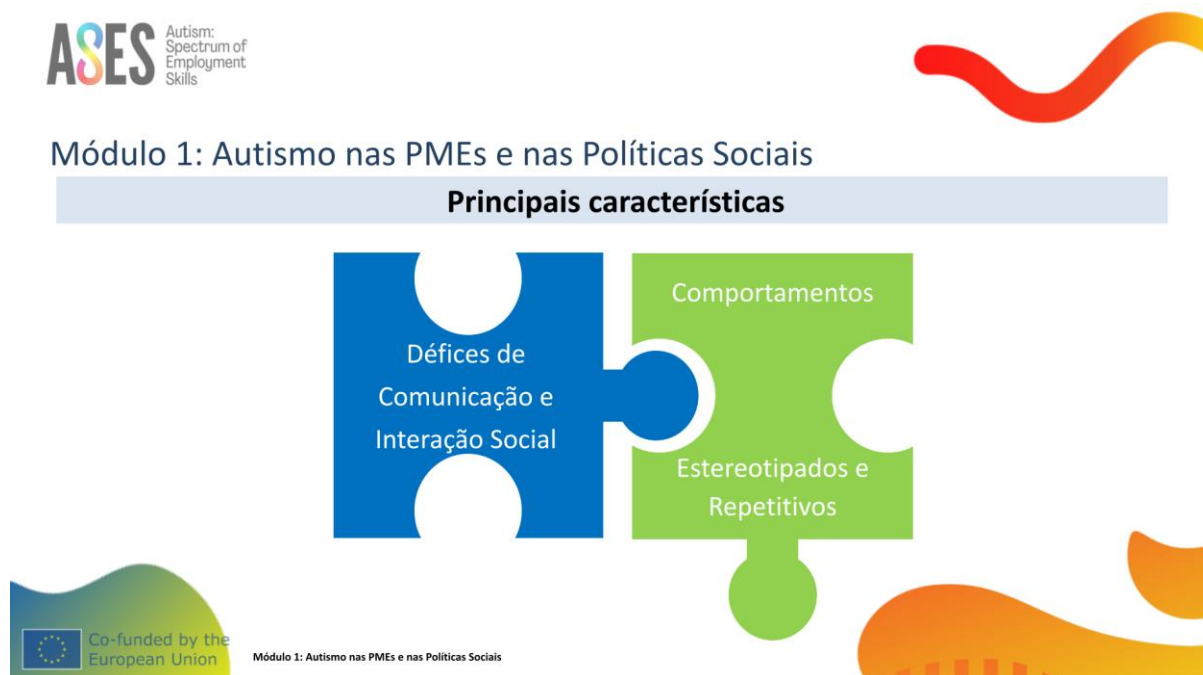 ASES
Autism:
Spectrum of
Employment
Skills
Módulo 1: Autismo nas PMEs e nas Políticas Sociais
Principais características
Défices de
Comunicação e
Interação Social
Comportamentos
Estereotipados e
Repetitivos
Co-funded by the
European Union
Módulo 1: Autismo nas PMEs e nas Políticas Sociais